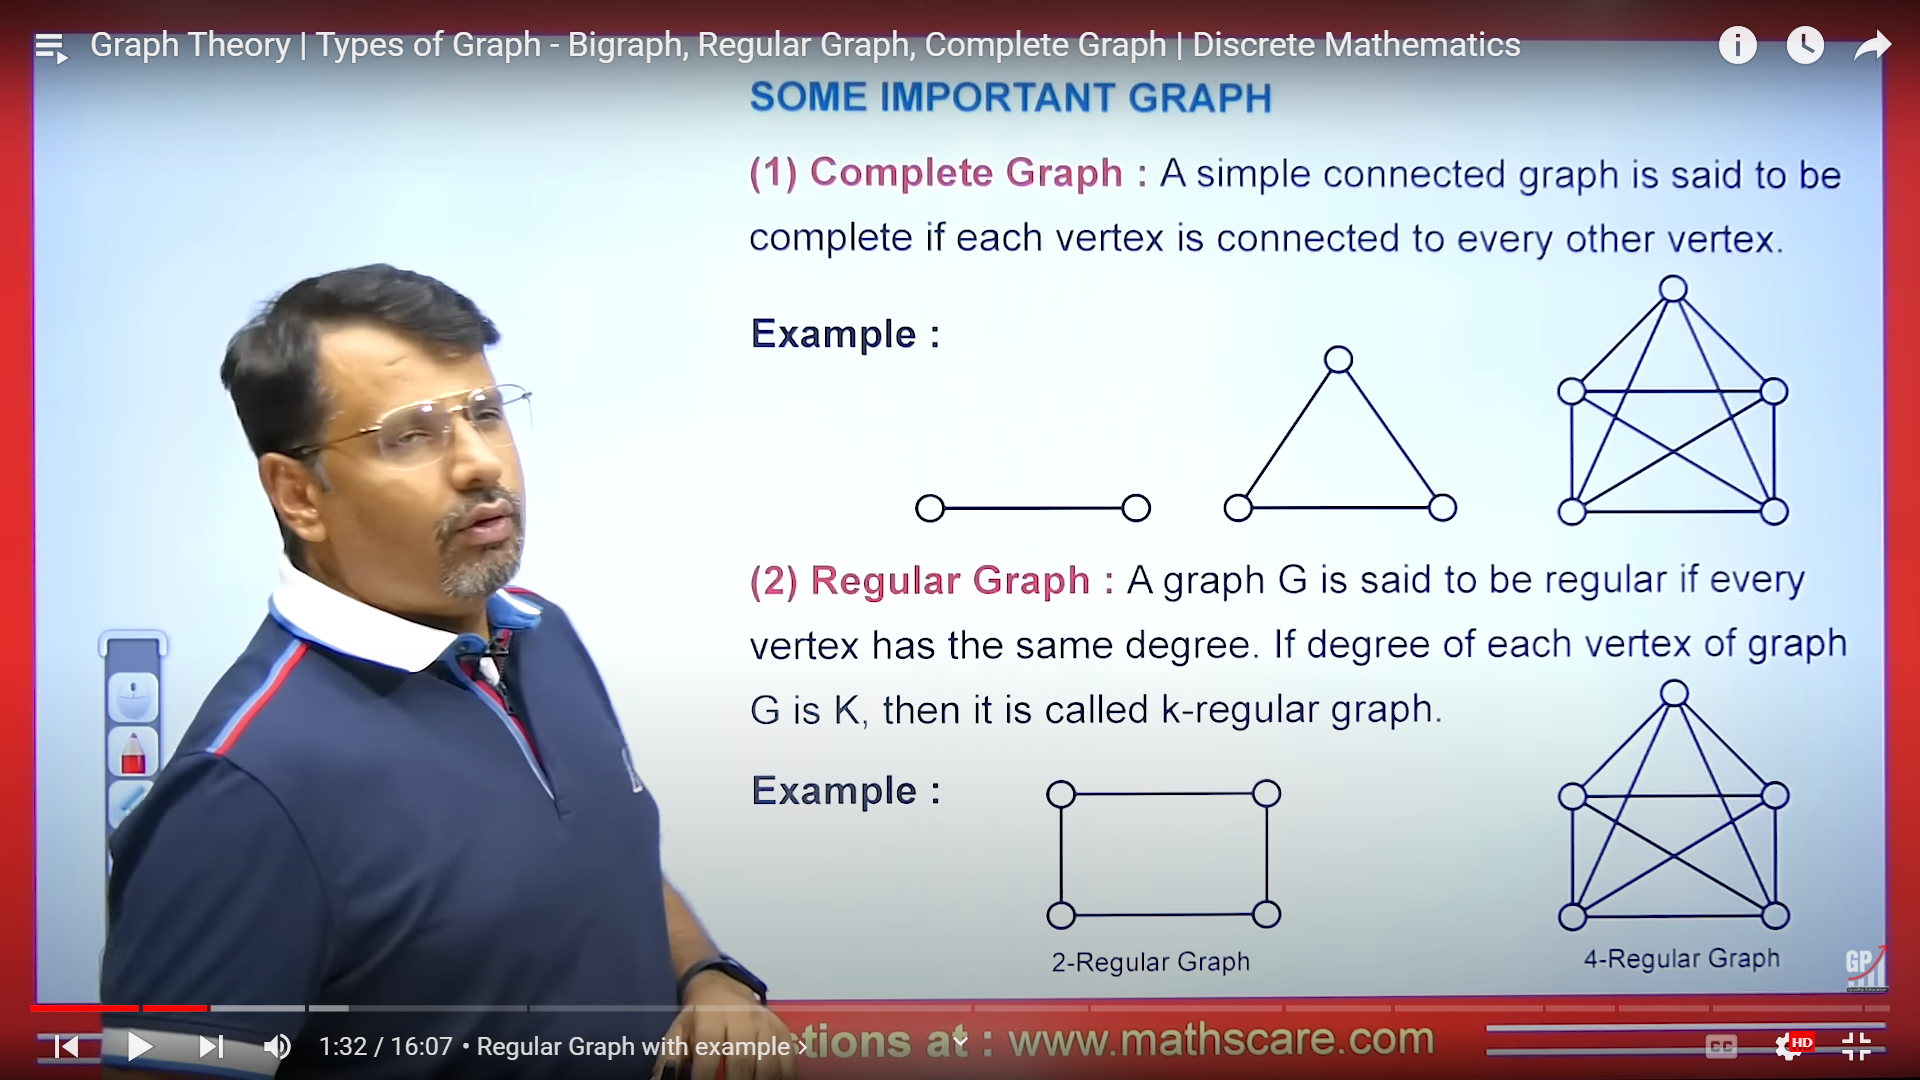 Graph Theory | Types of Graph - Bigraph, Regular Graph, Complete Graph | Discrete Mathematics
SOME IMPORTANT GRAPH
(1) Complete Graph : A simple connected graph is said to be
complete if each vertex is connected to every other vertex.
Example :
(2) Regular Graph : A graph G is said to be regular if every
vertex has the same degree. If degree of each vertex of graph
G is K, then it is called k-regular graph.
Example :
2-Regular Graph
4-Regular Graph
GP
ctions at : www.mathscare.com
1:32 / 16:07 • Regular Graph with example >
CC
HD